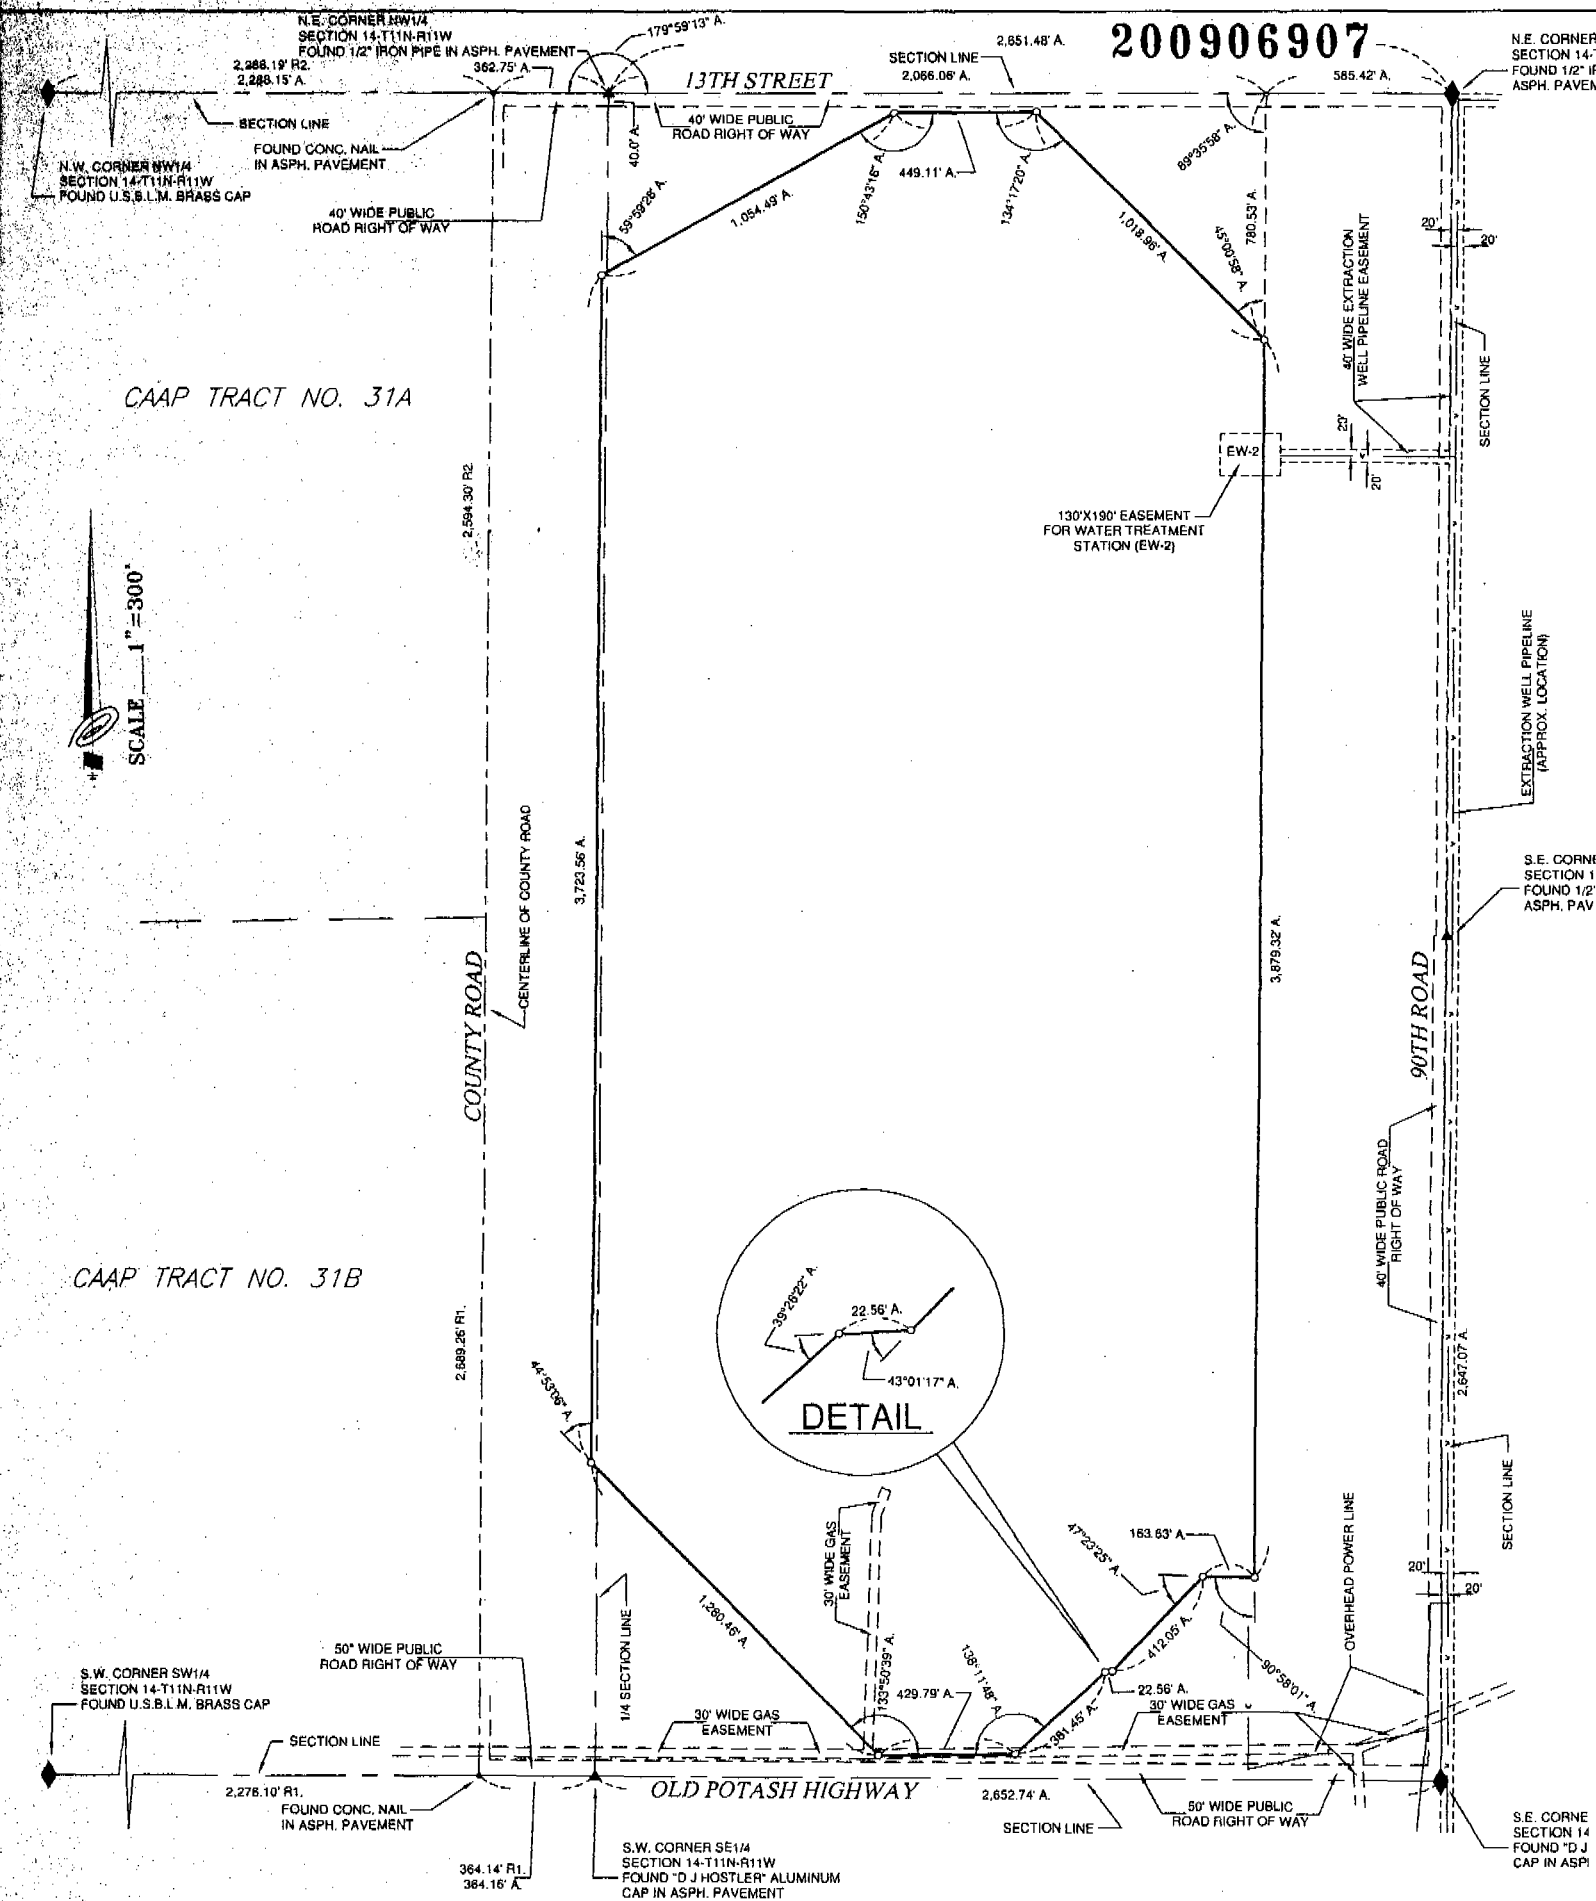 200906907
N.E. CORNER NW1/4
SECTION 14-T11N-R11W
FOUND 1/2" IRON PIPE IN ASPH. PAVEMENT
179°59'13" A.
2,288.19' R2.
2,288.15' A.
362.75' A.
13TH STREET
SECTION LINE
2,651.48' A.
2,066.06' A.
585.42' A.
N.E. CORNER
SECTION 14-
FOUND 1/2"
ASPH. PAVEM
SECTION LINE
FOUND CONC. NAIL
IN ASPH. PAVEMENT
N.W. CORNER NW1/4
SECTION 14-T11N-R11W
FOUND U.S.B.L.M. BRASS CAP
40' WIDE PUBLIC
ROAD RIGHT OF WAY
40.0' A.
40' WIDE PUBLIC
ROAD RIGHT OF WAY
59°59'28" A.
1,054.49' A.
150°43'16" A.
449.11' A.
134°17'20" A.
1,018.96' A.
89°35'58" A.
780.53' A.
45°00'58" A.
20'
20'
40' WIDE EXTRACTION
WELL PIPELINE EASEMENT
SECTION LINE
CAAP TRACT NO. 31A
2,594.30' R2.
EW-2
20'
20'
130'X190' EASEMENT
FOR WATER TREATMENT
STATION (EW-2)
SCALE 1"=300'
EXTRACTION WELL PIPELINE
(APPROX. LOCATION)
CENTERLINE OF COUNTY ROAD
3,723.56' A.
S.E. CORNE
SECTION 1
FOUND 1/2"
ASPH. PAV
COUNTY ROAD
3,879.32' A.
90TH ROAD
40' WIDE PUBLIC ROAD
RIGHT OF WAY
CAAP TRACT NO. 31B
2,689.26' R1.
39°26'22" A.
22.56' A.
43°01'17" A.
DETAIL
44°53'06" A.
2,647.07' A.
SECTION LINE
30' WIDE GAS
EASEMENT
47°23'25" A.
163.63' A.
OVERHEAD POWER LINE
20'
20'
1,260.46' A.
1/4 SECTION LINE
50' WIDE PUBLIC
ROAD RIGHT OF WAY
S.W. CORNER SW1/4
SECTION 14-T11N-R11W
FOUND U.S.B.L.M. BRASS CAP
133°50'39" A.
429.79' A.
138°11'48" A.
381.45' A.
412.05' A.
22.56' A.
90°58'01" A.
30' WIDE GAS
EASEMENT
30' WIDE GAS
EASEMENT
SECTION LINE
2,276.10' R1.
FOUND CONC. NAIL
IN ASPH. PAVEMENT
OLD POTASH HIGHWAY
2,652.74' A.
SECTION LINE
50' WIDE PUBLIC
ROAD RIGHT OF WAY
364.14' R1.
364.16' A.
S.W. CORNER SE1/4
SECTION 14-T11N-R11W
FOUND "D J HOSTLER" ALUMINUM
CAP IN ASPH. PAVEMENT
S.E. CORNE
SECTION 14
FOUND "D J
CAP IN ASP